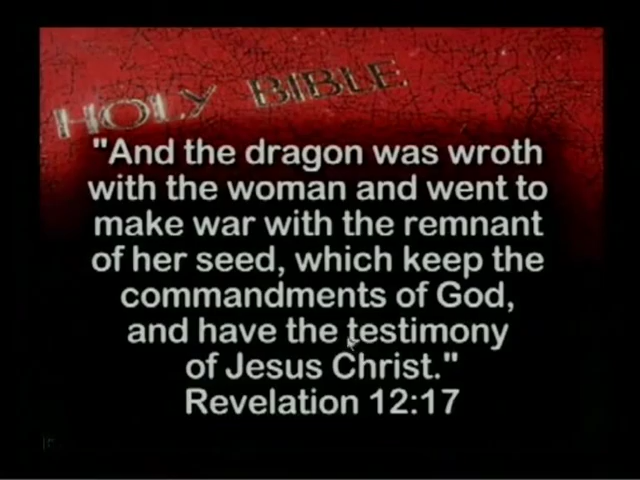 HOLY BIBLE
"And the dragon was wroth
with the woman and went to
make war with the remnant
of her seed, which keep the
commandments of God,
and have the testimony
of Jesus Christ."
Revelation 12:17